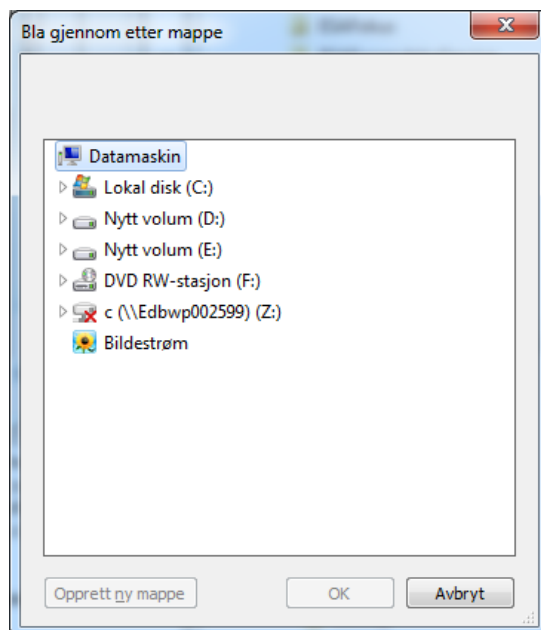 Bla gjennom etter mappe
Datamaskin
Lokal disk (C:)
Nytt volum (D:)
Nytt volum (E:)
DVD RW-stasjon (F:)
c (\\Edbwp002599) (Z:)
Bildestrøm
Opprett ny mappe
OK
Avbryt